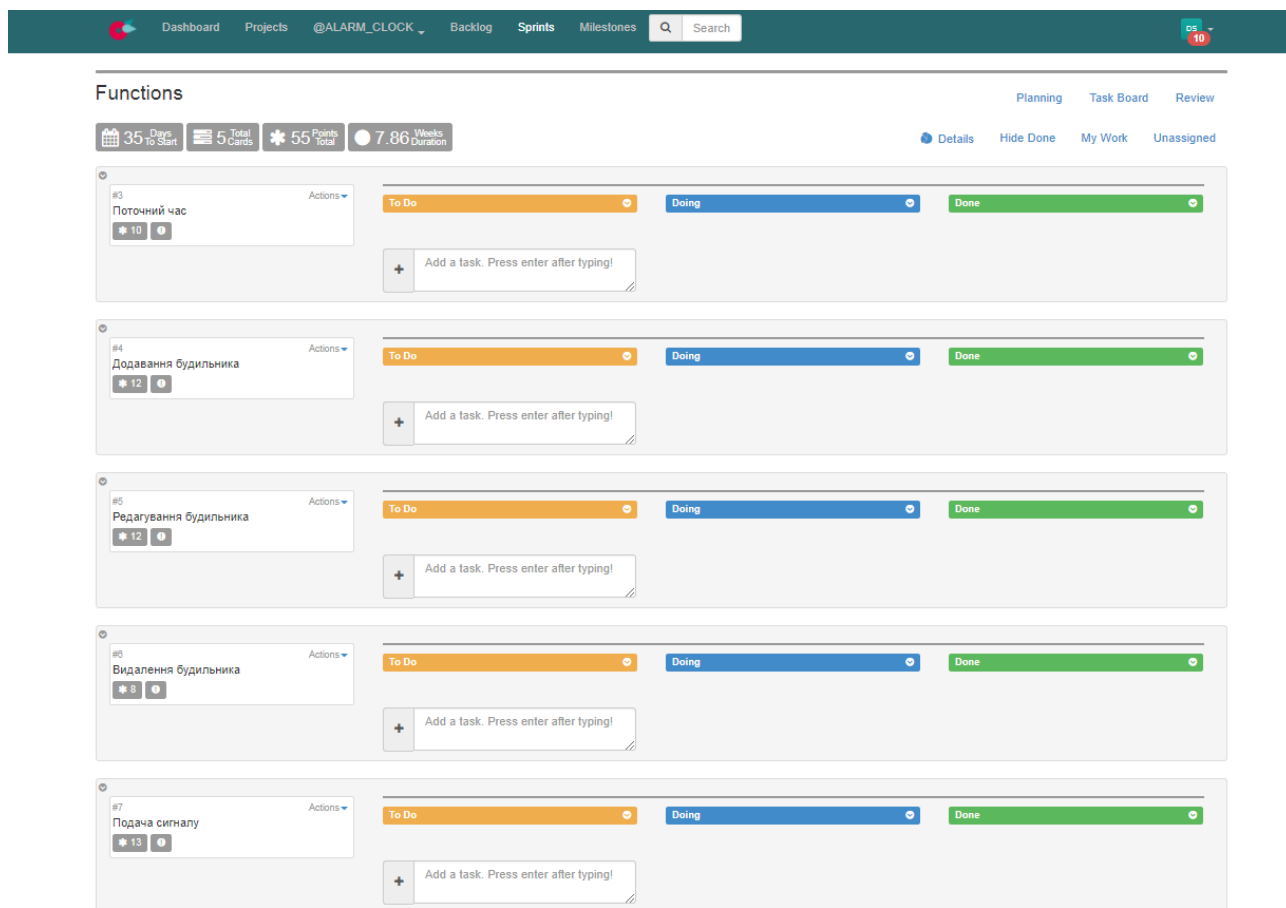 Dashboard Projects @ALARM_CLOCK Backlog Sprints Milestones Search DS 10
Functions
Planning Task Board Review
35 Days To Start 5 Total Cards 55 Points Total 7.86 Weeks Duration
Details Hide Done My Work Unassigned
#3 Actions
Поточний час
10
To Do Doing Done
Add a task. Press enter after typing!
#4 Actions
Додавання будильника
12
To Do Doing Done
Add a task. Press enter after typing!
#5 Actions
Редагування будильника
12
To Do Doing Done
Add a task. Press enter after typing!
#6 Actions
Видалення будильника
8
To Do Doing Done
Add a task. Press enter after typing!
#7 Actions
Подача сигналу
13
To Do Doing Done
Add a task. Press enter after typing!